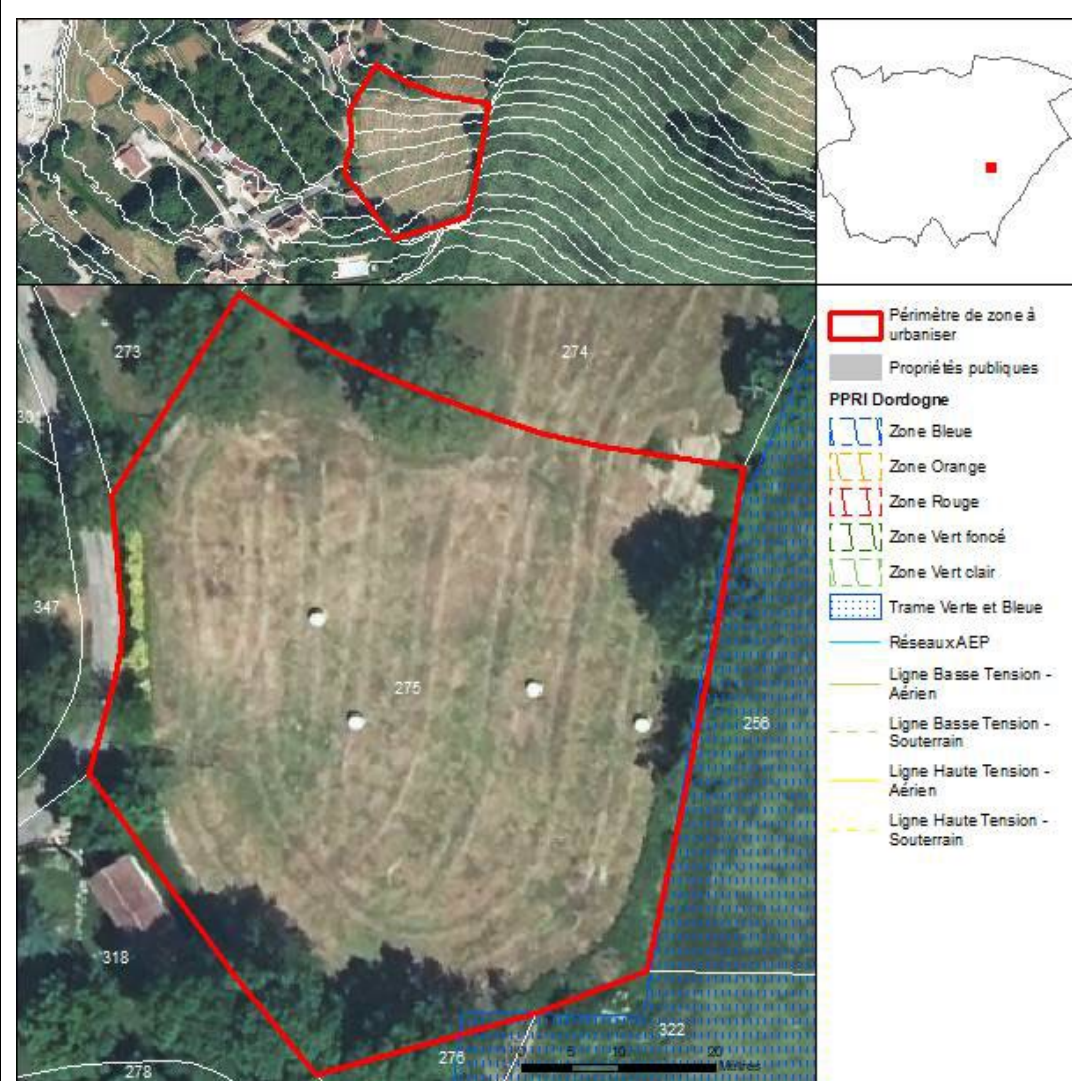 Périmètre de zone à
urbaniser
Propriétés publiques
PPRI Dordogne
Zone Bleue
Zone Orange
Zone Rouge
Zone Vert foncé
Zone Vert clair
Trame Verte et Bleue
Réseaux AEP
Ligne Basse Tension -
Aérien
Ligne Basse Tension -
Souterrain
Ligne Haute Tension -
Aérien
Ligne Haute Tension -
Souterrain
273
274
347
275
256
318
322
276
278
0 5 10 20
Mètres